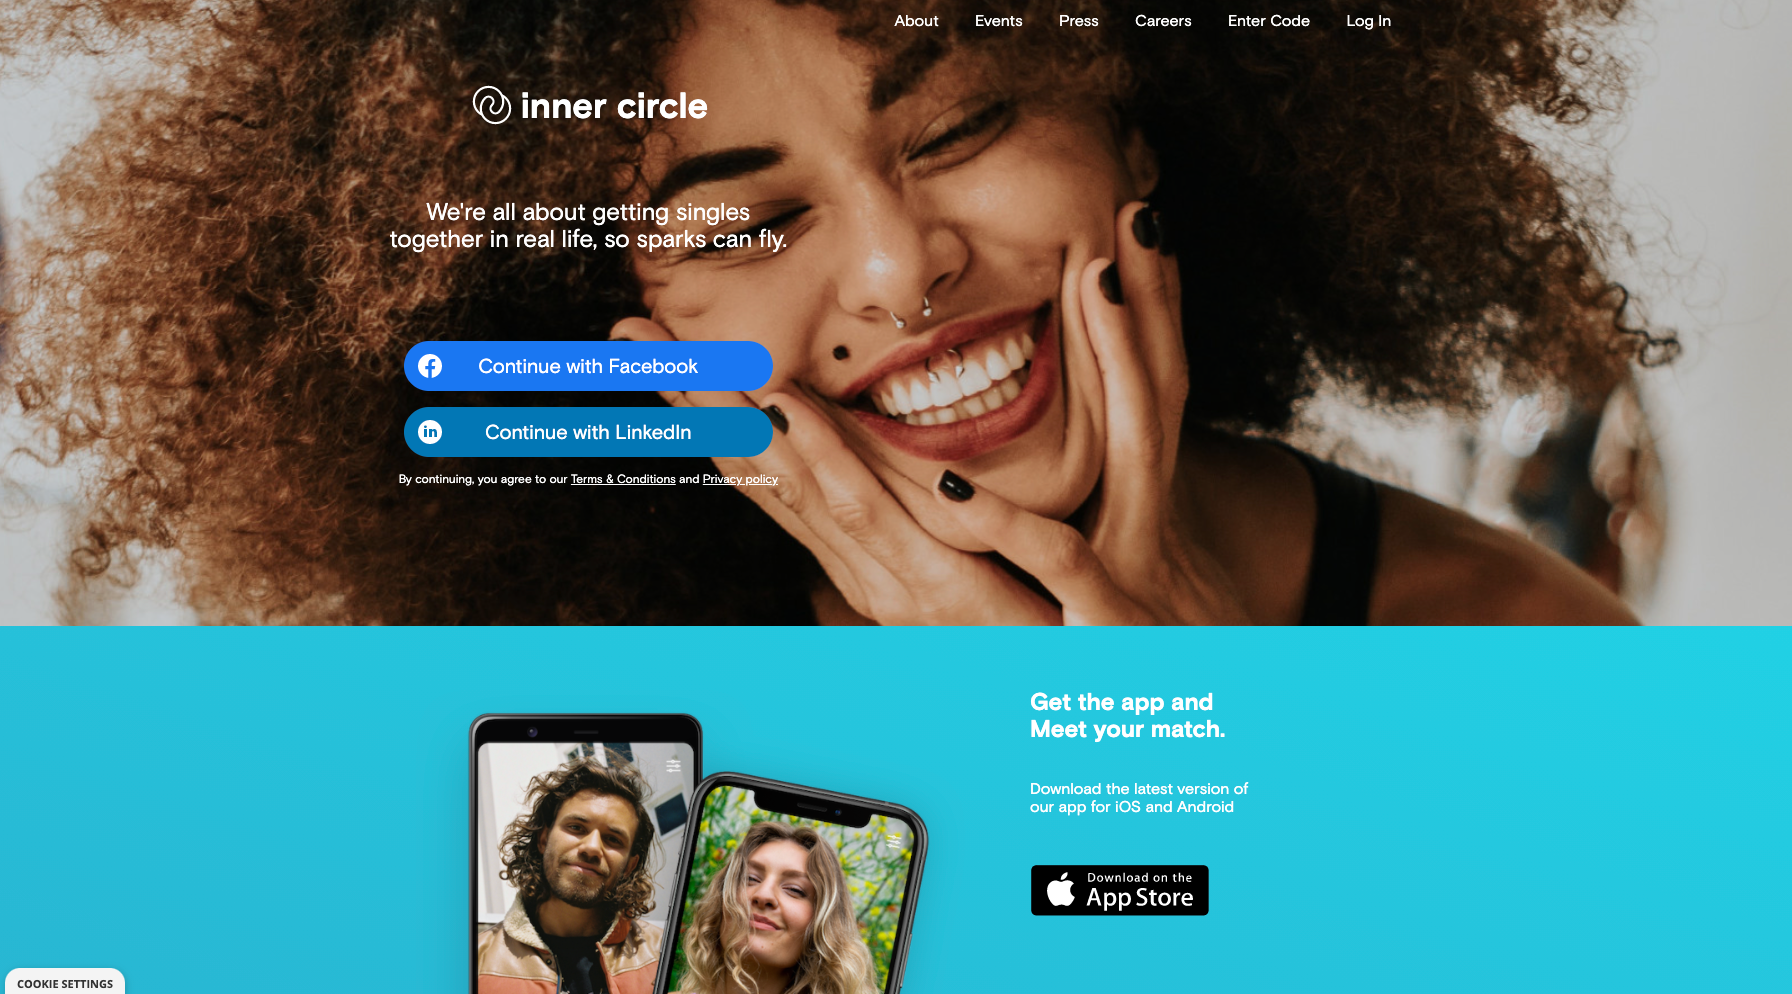 About
Events
Press
Careers
Enter Code
Log In
inner circle
We're all about getting singles
together in real life, so sparks can fly.
Continue with Facebook
in
Continue with LinkedIn
By continuing, you agree to our Terms & Conditions and Privacy policy
Get the app and
Meet your match.
Download the latest version of
our app for iOS and Android
Download on the
App Store
COOKIE SETTINGS